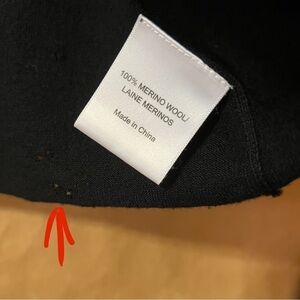 100% MERINO WOOL/
LAINE MERINOS
Made in China